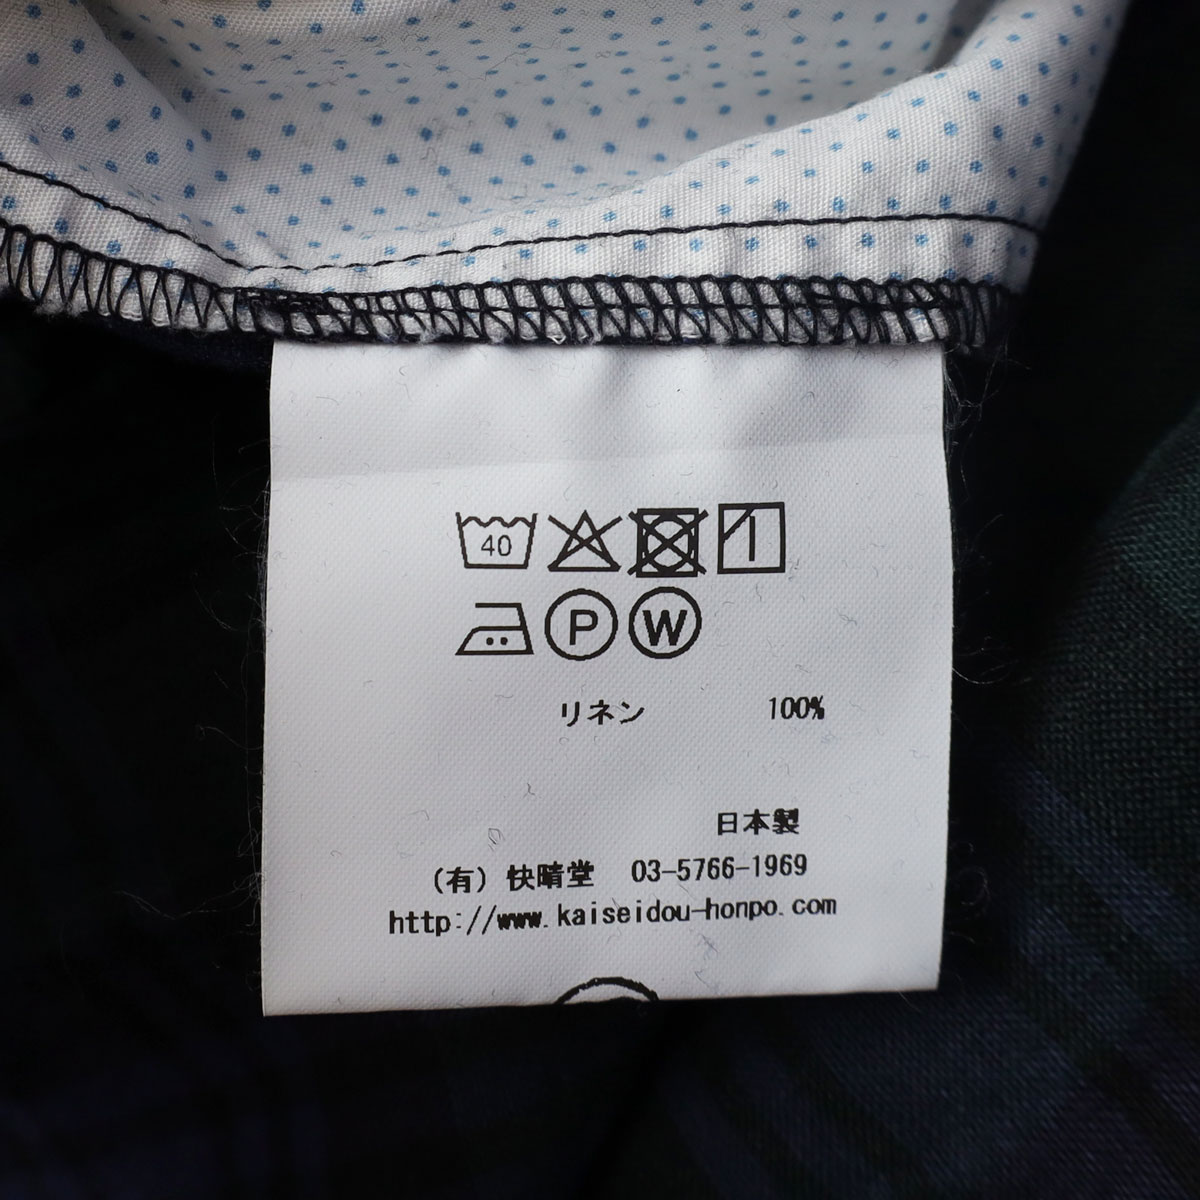 40
P W
リネン 100%
日本製
(有) 快晴堂 03-5766-1969
http://www.kaiseidou-honpo.com